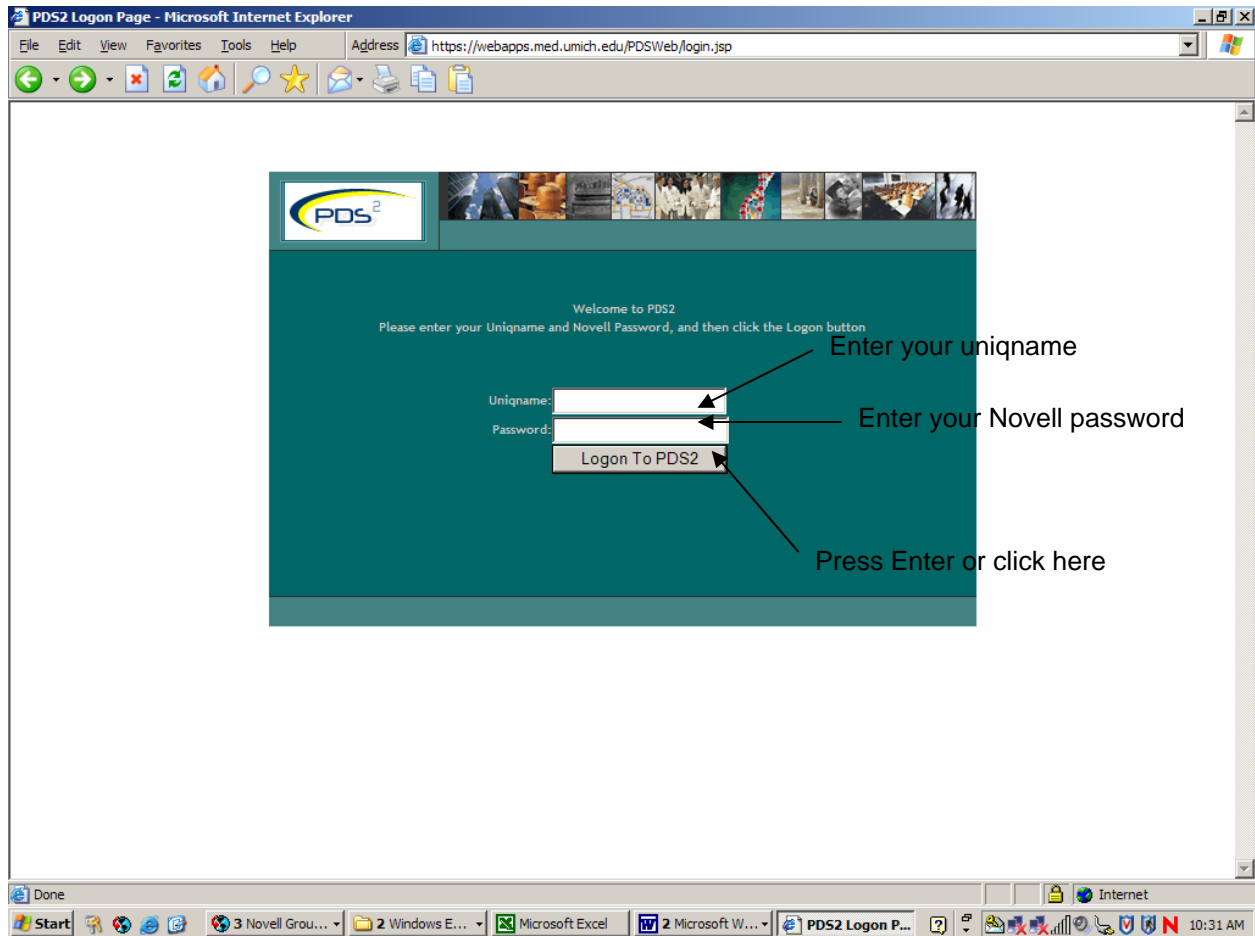 PDS2 Logon Page - Microsoft Internet Explorer
File Edit View Favorites Tools Help Address https://webapps.med.umich.edu/PDSWeb/login.jsp
PDS2
Welcome to PDS2
Please enter your Uniqname and Novell Password, and then click the Logon button
Enter your uniqname
Uniqname:
Enter your Novell password
Password:
Logon To PDS2
Press Enter or click here
Done Internet
Start 3 Novell Grou... 2 Windows E... Microsoft Excel 2 Microsoft W... PDS2 Logon P... 10:31 AM